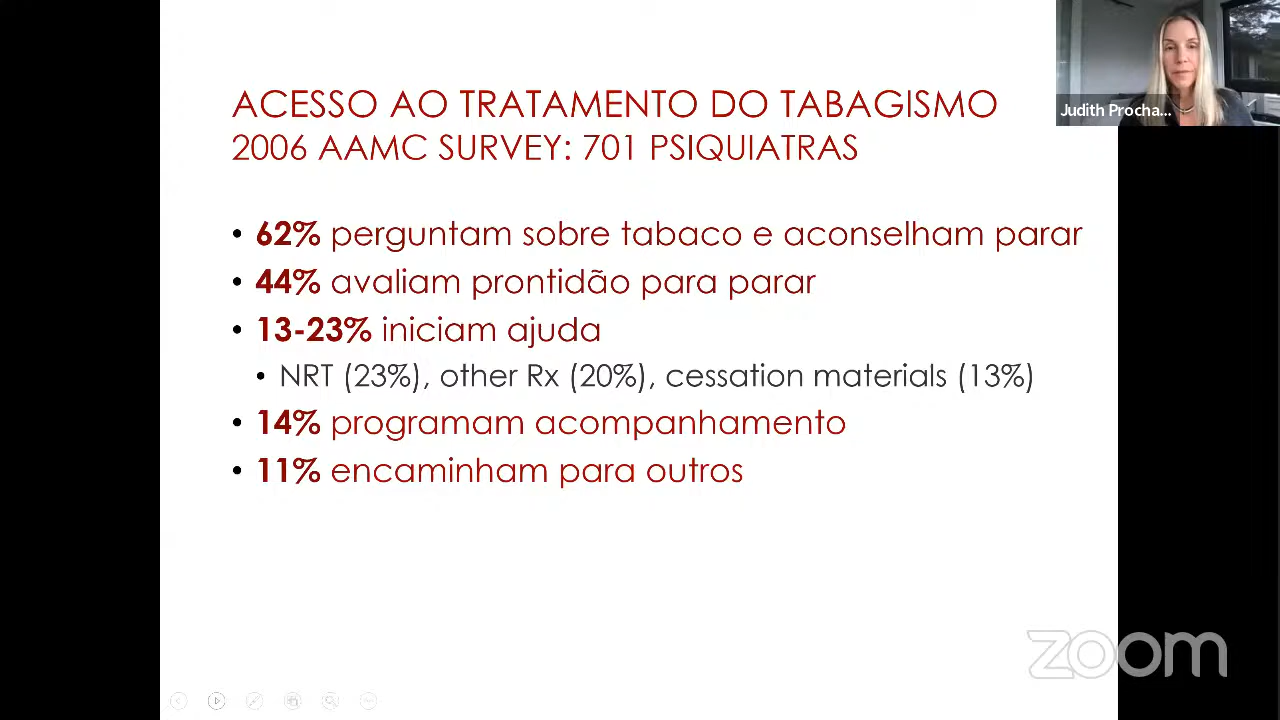 Judith Procha...
ACESSO AO TRATAMENTO DO TABAGISMO
2006 AAMC SURVEY: 701 PSIQUIATRAS
• 62% perguntam sobre tabaco e aconselham parar
• 44% avaliam prontidão para parar
• 13-23% iniciam ajuda
• NRT (23%), other Rx (20%), cessation materials (13%)
• 14% programam acompanhamento
• 11% encaminham para outros
zoom